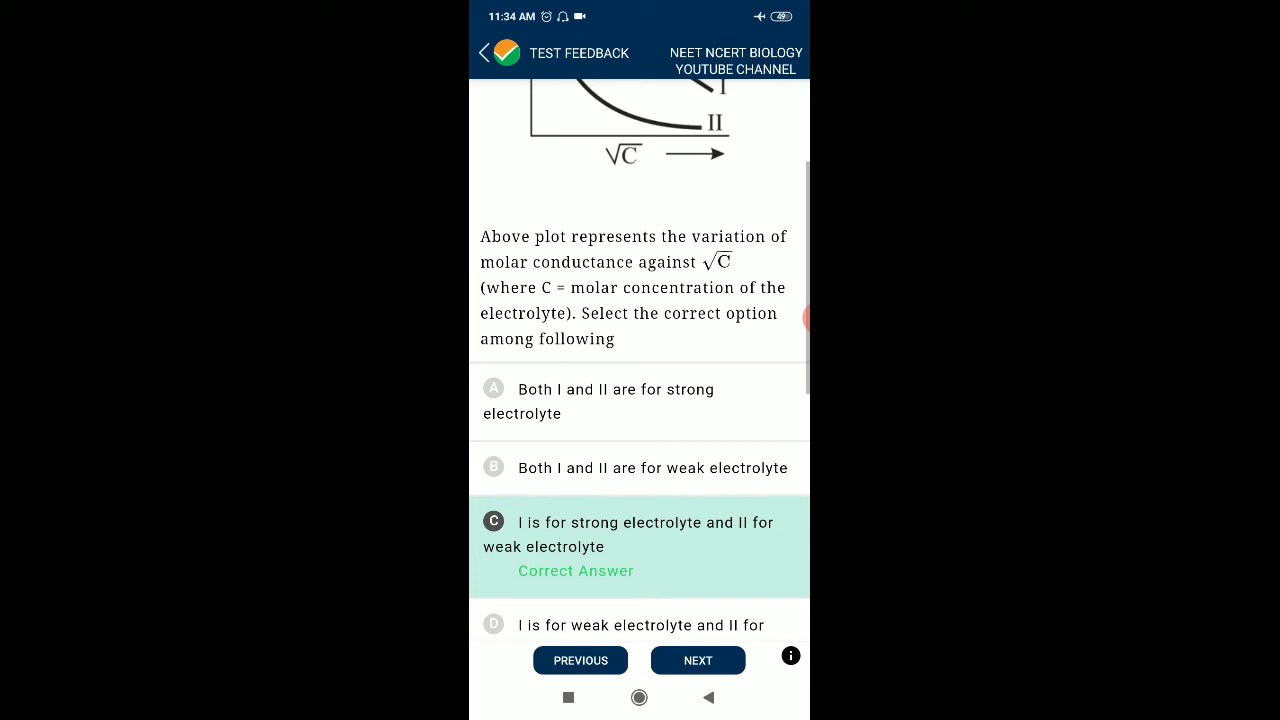 11:34 AM 49
TEST FEEDBACK
NEET NCERT BIOLOGY
YOUTUBE CHANNEL
I
II
√C
Above plot represents the variation of
molar conductance against √C
(where C = molar concentration of the
electrolyte). Select the correct option
among following
A Both I and II are for strong
electrolyte
B Both I and II are for weak electrolyte
C I is for strong electrolyte and II for
weak electrolyte
Correct Answer
D I is for weak electrolyte and II for
PREVIOUS NEXT